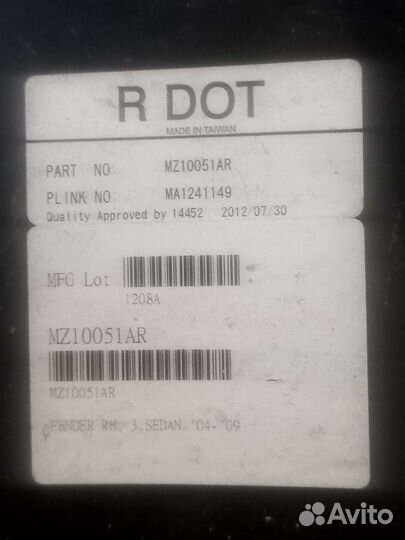 R DOT
MADE IN TAIWAN
PART NO MZ10051AR
PLINK NO MA1241149
Quality Approved by 14452 2012/07/30
MFG Lot
1208A
MZ10051AR
MZ10051AR
FENDER RH, 3.SEDAN '04-'09
Avito